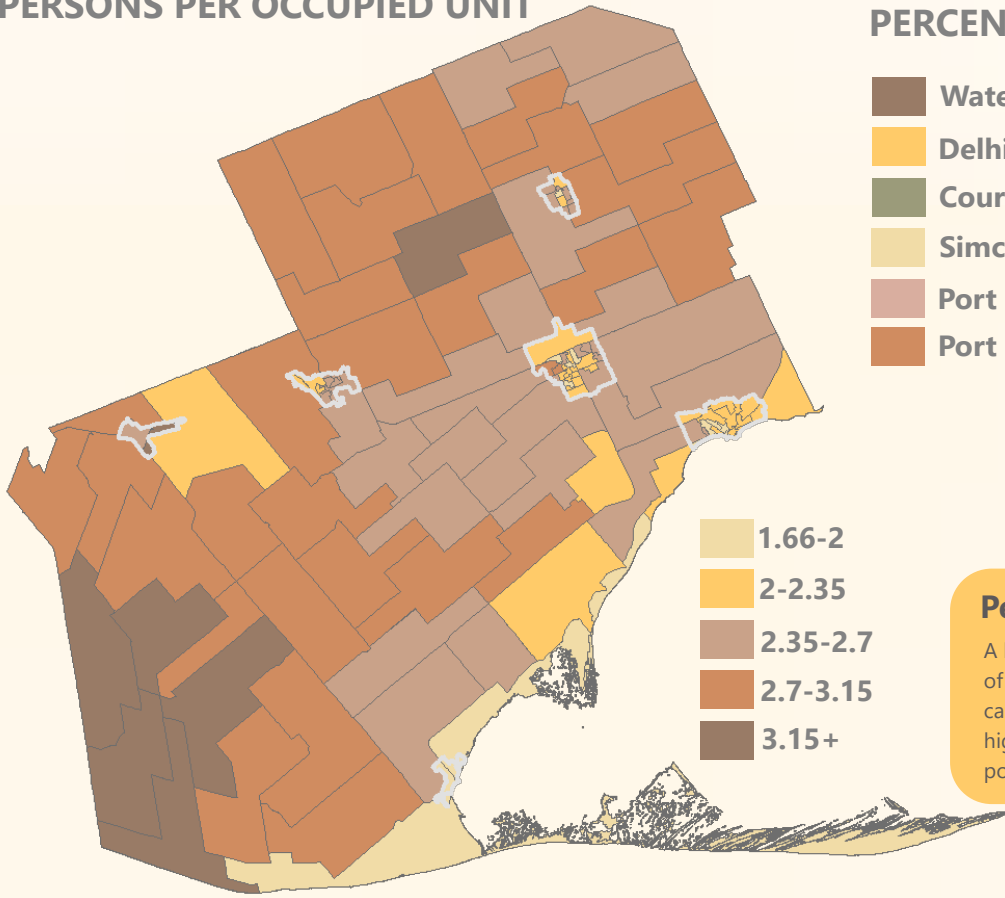 PERSONS PER OCCUPIED UNIT
PERCEN
Wate
Delhi
Cour
Simc
Port
Port
1.66-2
2-2.35
2.35-2.7
2.7-3.15
3.15+
Po
A
of
ca
hig
po